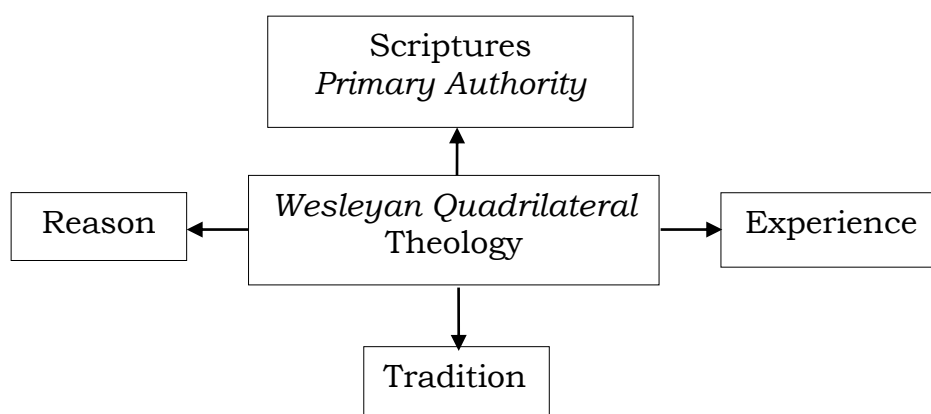 Scriptures
Primary Authority
Reason
Wesleyan Quadrilateral
Theology
Experience
Tradition